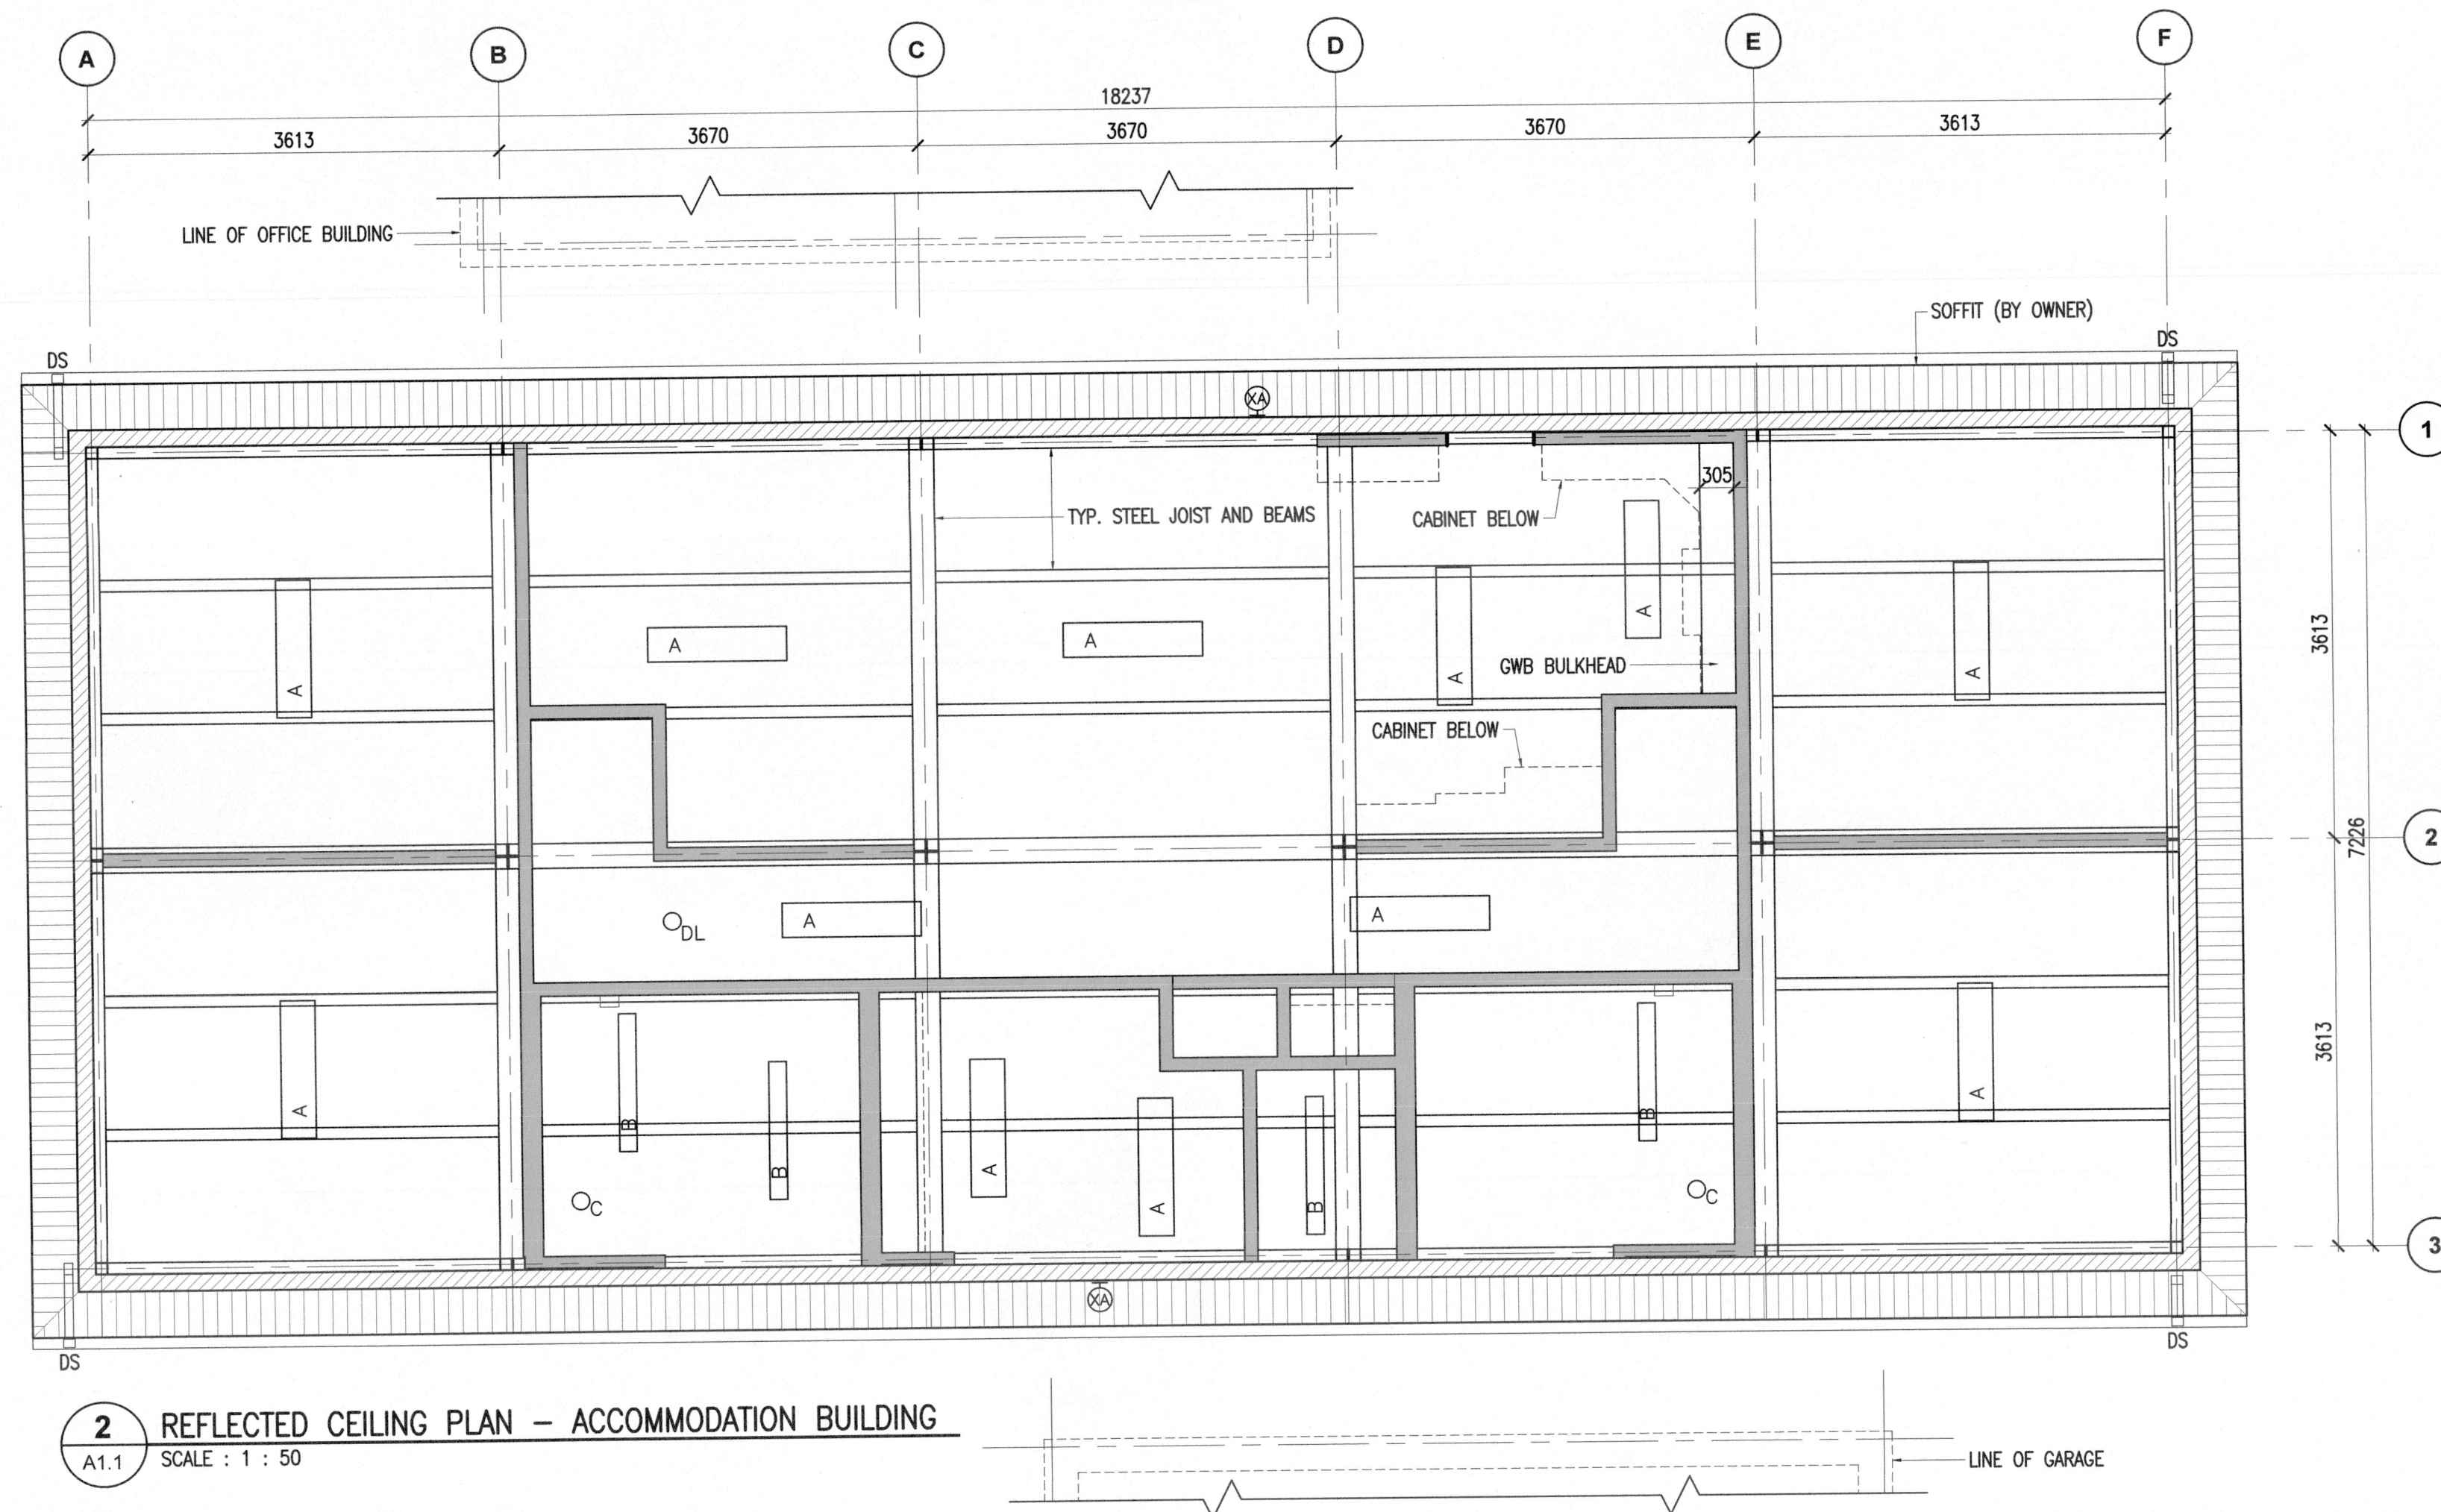 A B C D E F
18237
3613 3670 3670 3670 3613
LINE OF OFFICE BUILDING
SOFFIT (BY OWNER)
DS DS
XA
1
305
TYP. STEEL JOIST AND BEAMS
CABINET BELOW
A
A A
3613
GWB BULKHEAD
A A A
CABINET BELOW
2
7226
A A
DL
3613
A A
B B
B
A A
B
C C
3
XA
DS DS
2 REFLECTED CEILING PLAN – ACCOMMODATION BUILDING
A1.1 SCALE : 1 : 50
LINE OF GARAGE